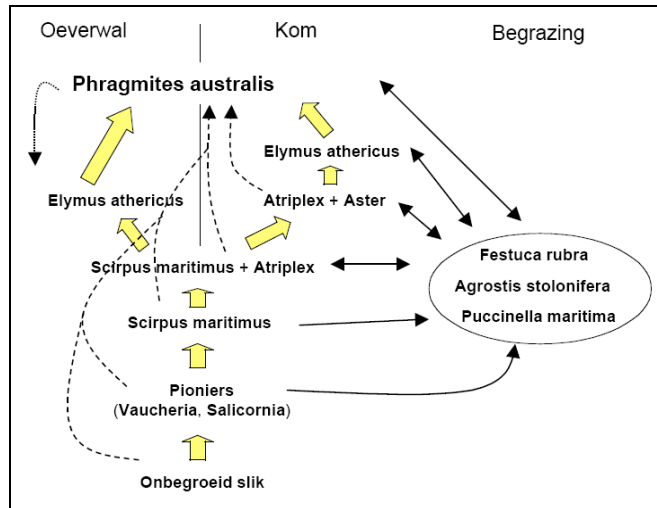 Oeverwal
Kom
Begrazing
Phragmites australis
Elymus athericus
Elymus athericus
Atriplex + Aster
Scirpus maritimus + Atriplex
Scirpus maritimus
Pioniers
(Vaucheria, Salicornia)
Onbegroeid slik
Festuca rubra
Agrostis stolonifera
Puccinella maritima